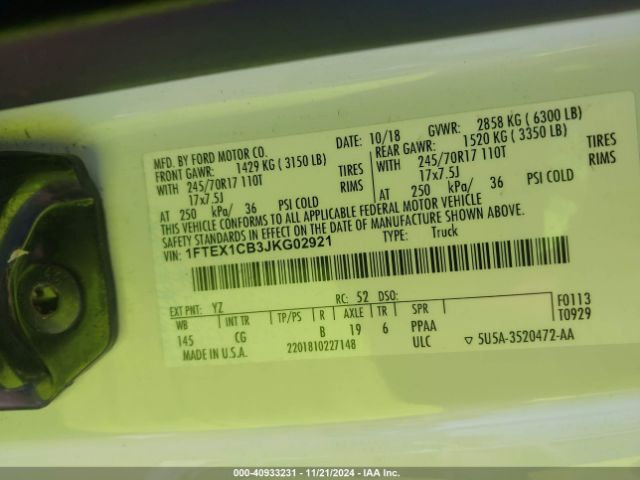 MFD. BY FORD MOTOR CO.
DATE: 10/18 GVWR: 2858 KG ( 6300 LB)
FRONT GAWR: 1429 KG ( 3150 LB)
REAR GAWR: 1520 KG ( 3350 LB)
WITH 245/70R17 110T TIRES
WITH 245/70R17 110T TIRES
17x7.5J RIMS
17x7.5J RIMS
AT 250 kPa/ 36 PSI COLD
AT 250 kPa/ 36 PSI COLD
THIS VEHICLE CONFORMS TO ALL APPLICABLE FEDERAL MOTOR VEHICLE
SAFETY STANDARDS IN EFFECT ON THE DATE OF MANUFACTURE SHOWN ABOVE.
VIN: 1FTEX1CB3JKG02921 TYPE: Truck
EXT PNT: YZ RC: 52 DSO:
WB INT TR TP/PS R AXLE TR SPR
145 CG B 19 6 PPAA
F0113
T0929
MADE IN U.S.A. 2201810227148 ULC ▽ 5U5A-3520472-AA
000-40933231 - 11/21/2024 - IAA Inc.